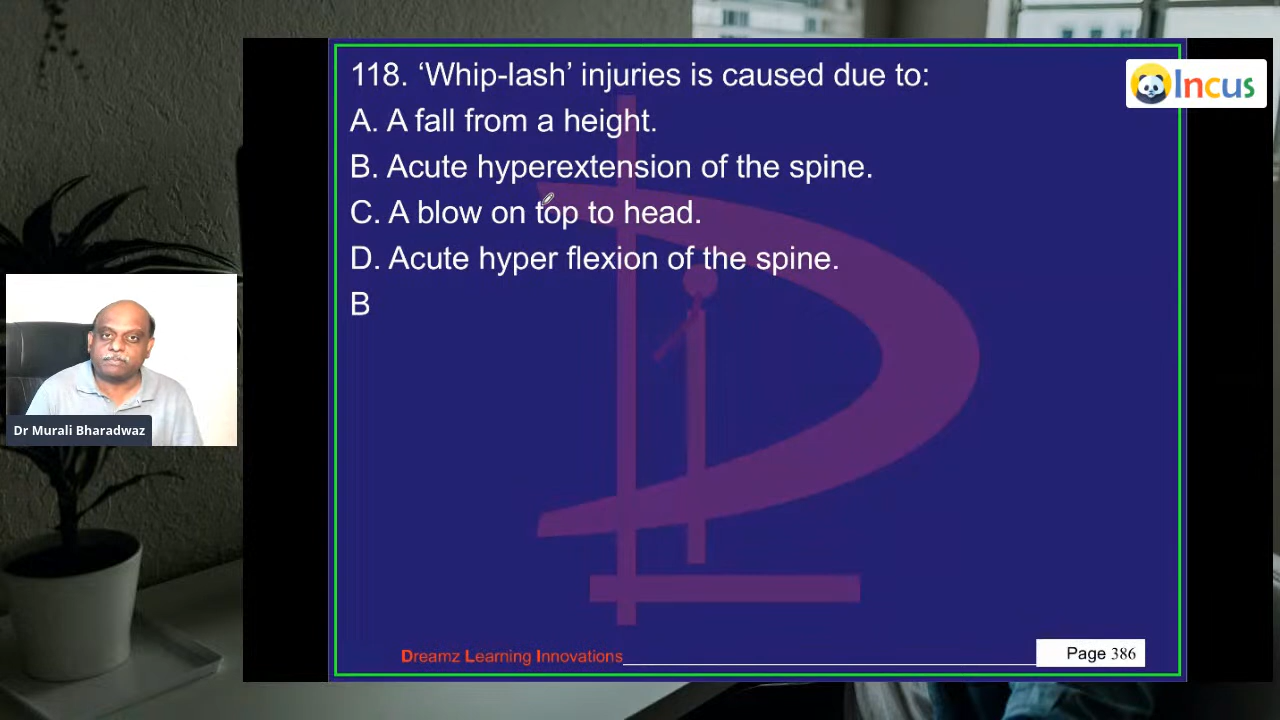 118. ‘Whip-lash’ injuries is caused due to:
A. A fall from a height.
B. Acute hyperextension of the spine.
C. A blow on top to head.
D. Acute hyper flexion of the spine.
B
Incus
Dr Murali Bharadwaz
Dreamz Learning Innovations
Page 386